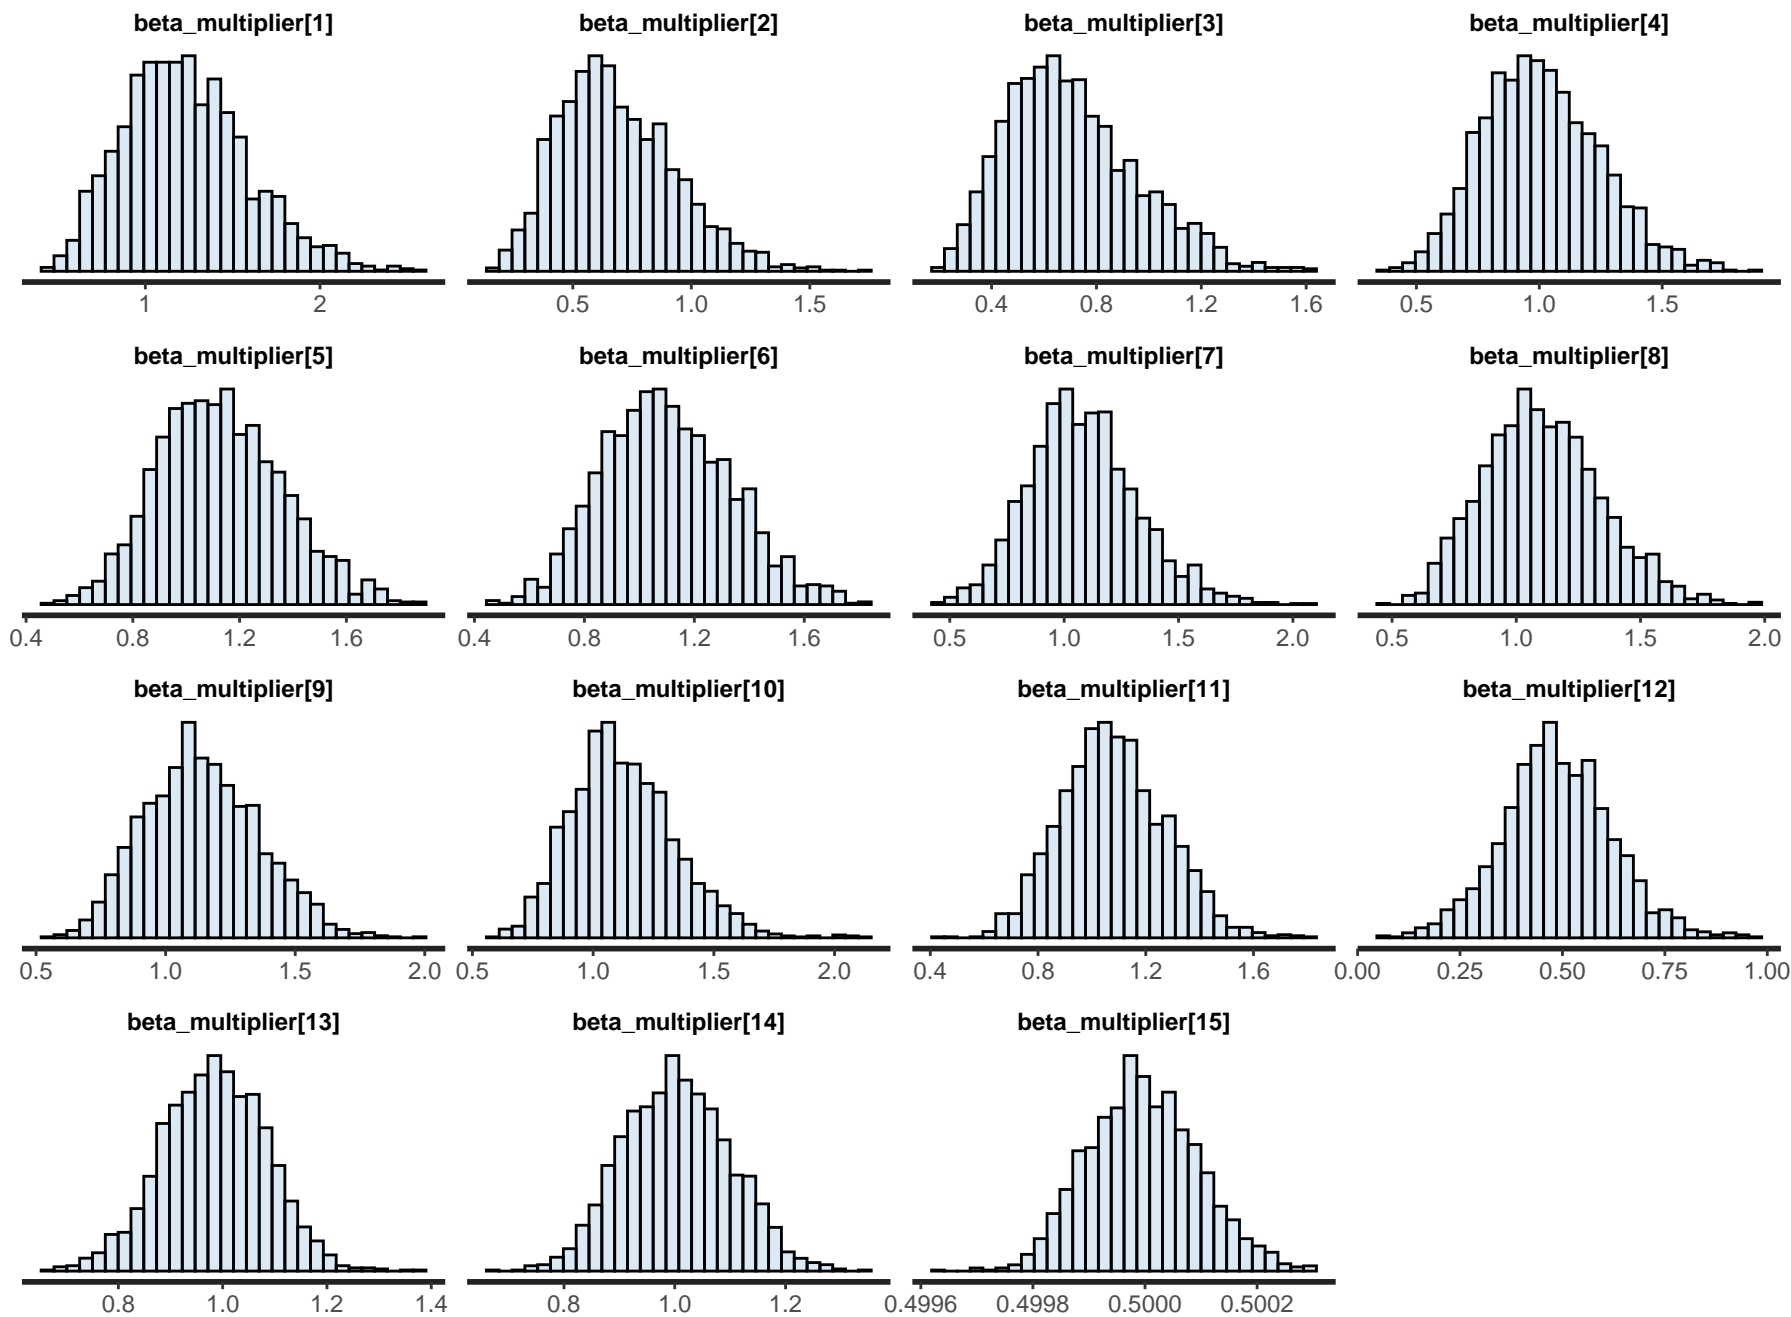 beta_multiplier[1] beta_multiplier[2] beta_multiplier[3] beta_multiplier[4]
1 2 0.5 1.0 1.5 0.4 0.8 1.2 1.6 0.5 1.0 1.5
beta_multiplier[5] beta_multiplier[6] beta_multiplier[7] beta_multiplier[8]
0.4 0.8 1.2 1.6 0.4 0.8 1.2 1.6 0.5 1.0 1.5 2.0 0.5 1.0 1.5 2.0
beta_multiplier[9] beta_multiplier[10] beta_multiplier[11] beta_multiplier[12]
0.5 1.0 1.5 2.0 0.5 1.0 1.5 2.0 0.4 0.8 1.2 1.6 0.00 0.25 0.50 0.75 1.00
beta_multiplier[13] beta_multiplier[14] beta_multiplier[15]
0.8 1.0 1.2 1.4 0.8 1.0 1.2 0.4996 0.4998 0.5000 0.5002